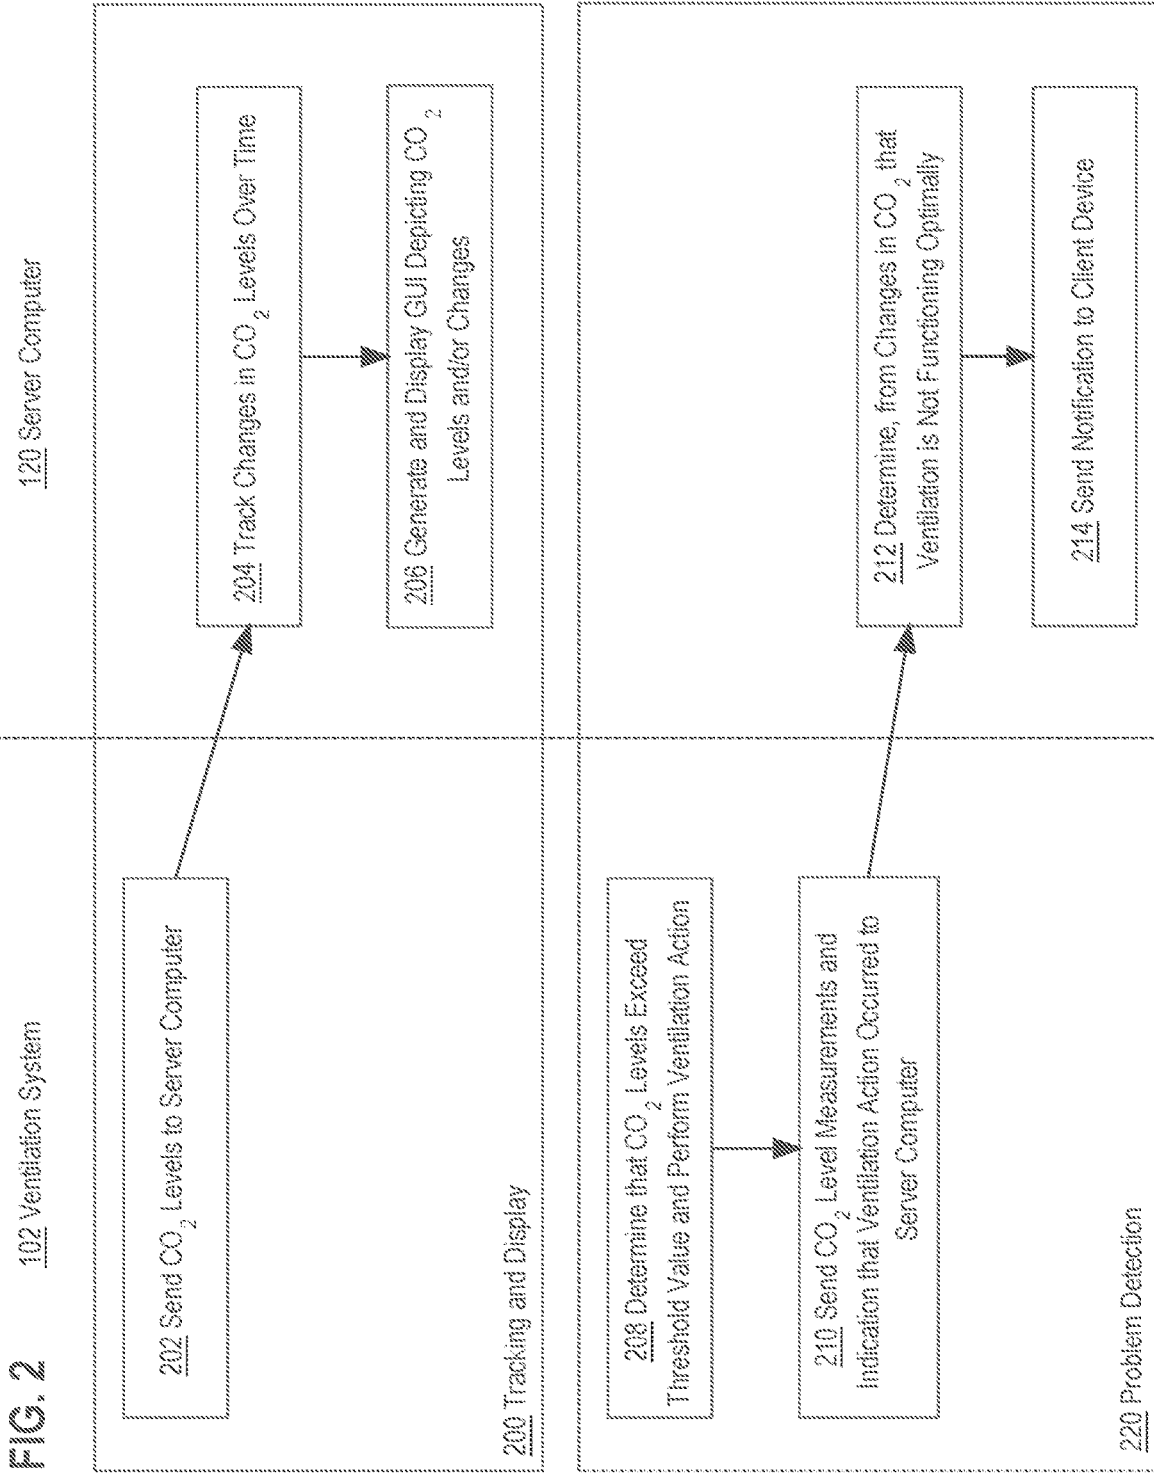 FIG. 2
102 Ventilation System
120 Server Computer
202 Send CO2 Levels to Server Computer
204 Track Changes in CO2 Levels Over Time
206 Generate and Display GUI Depicting CO2
Levels and/or Changes
200 Tracking and Display
208 Determine that CO2 Levels Exceed
Threshold Value and Perform Ventilation Action
210 Send CO2 Level Measurements and
Indication that Ventilation Action Occurred to
Server Computer
212 Determine, from Changes in CO2 that
Ventilation is Not Functioning Optimally
214 Send Notification to Client Device
220 Problem Detection